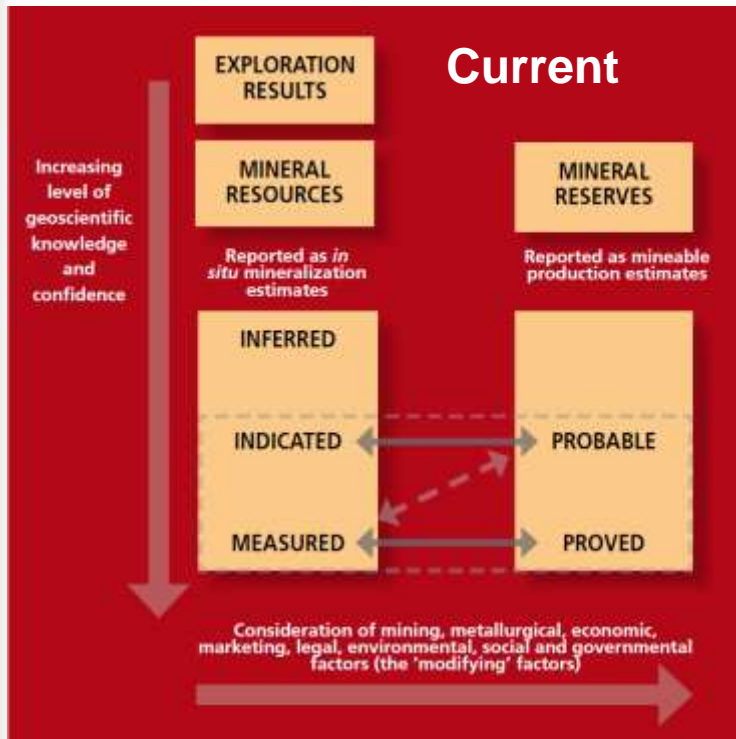 Current
EXPLORATION
RESULTS
Increasing
level of
geoscientific
knowledge
and
confidence
MINERAL
RESOURCES
MINERAL
RESERVES
Reported as in
situ mineralization
estimates
Reported as mineable
production estimates
INFERRED
INDICATED
PROBABLE
MEASURED
PROVED
Consideration of mining, metallurgical, economic,
marketing, legal, environmental, social and governmental
factors (the 'modifying' factors)